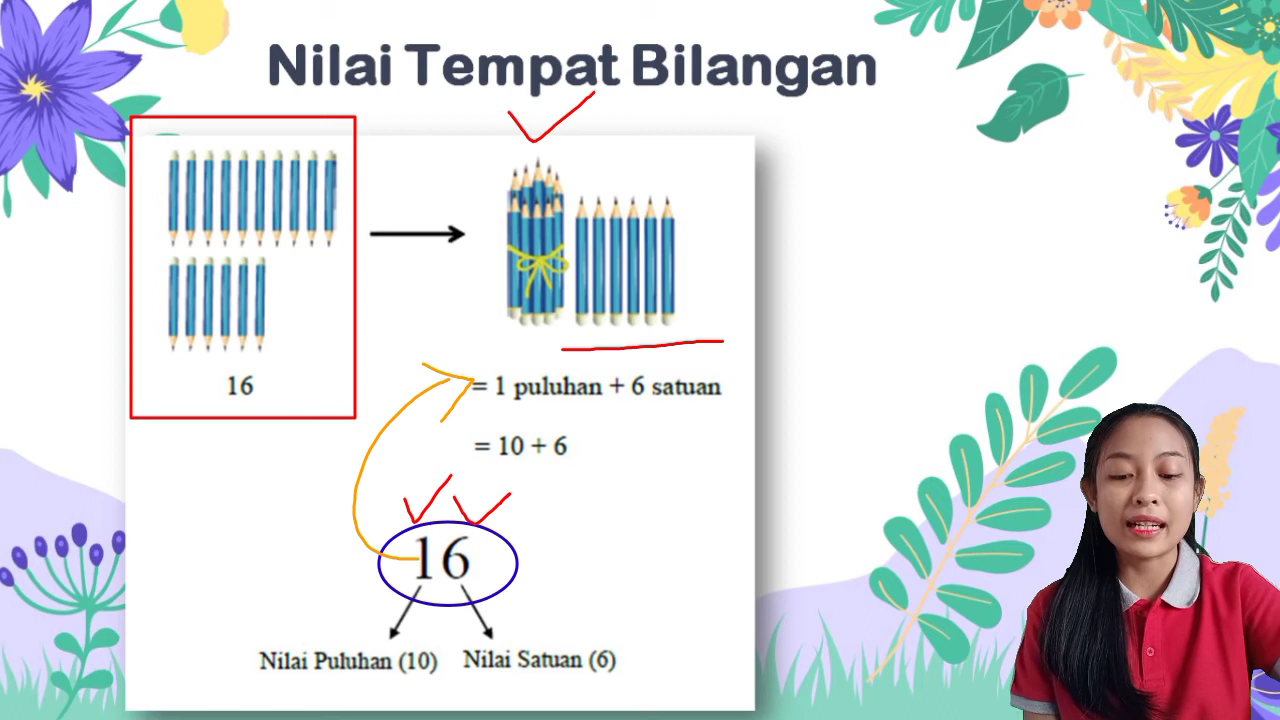 Nilai Tempat Bilangan
16
= 1 puluhan + 6 satuan
= 10 + 6
16
Nilai Puluhan (10) Nilai Satuan (6)